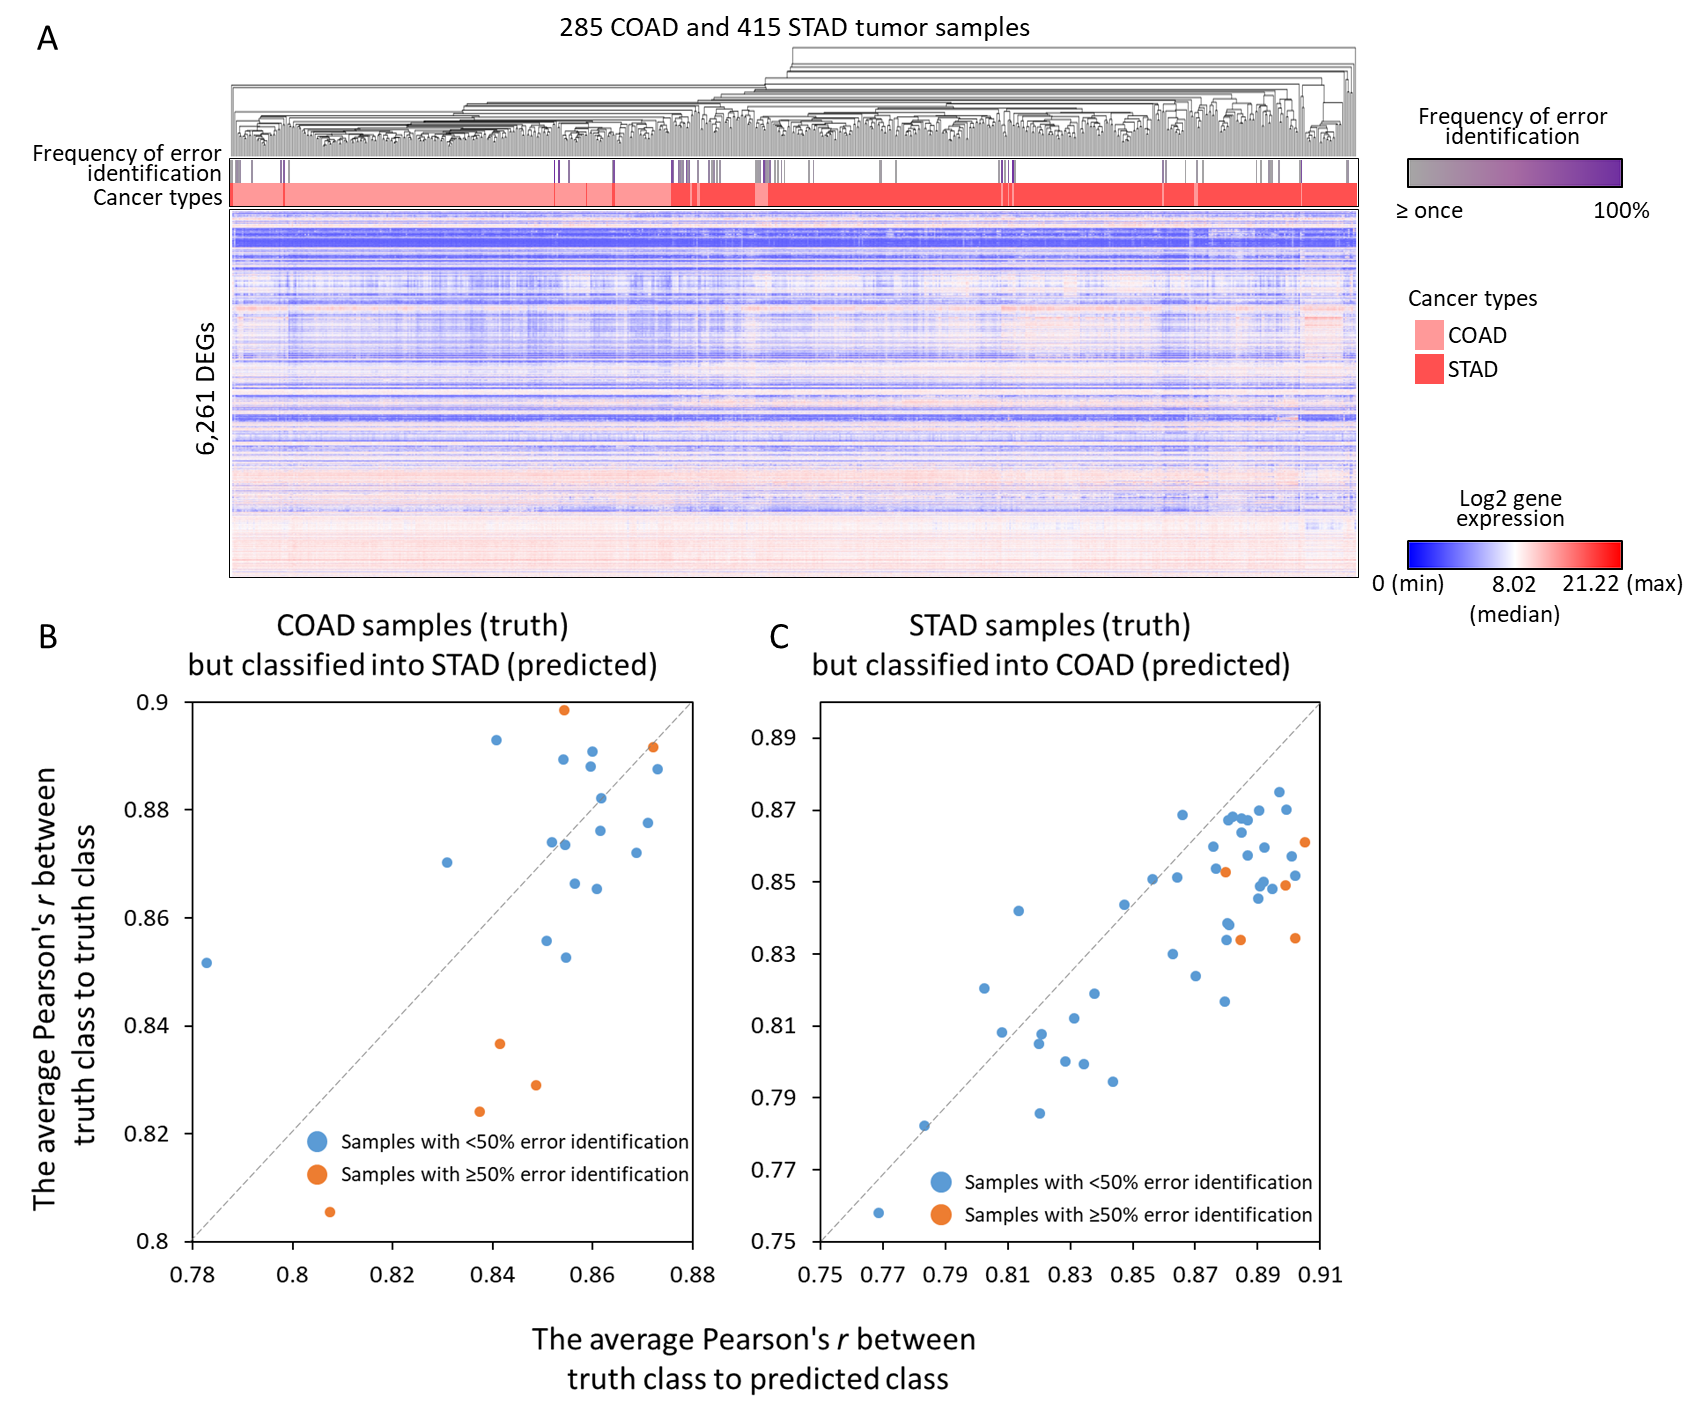 A
285 COAD and 415 STAD tumor samples
Frequency of error
identification
Cancer types
6,261 DEGs
Frequency of error
identification
≥ once
100%
Cancer types
COAD
STAD
Log2 gene
expression
0 (min)
8.02
21.22 (max)
(median)
B
COAD samples (truth)
but classified into STAD (predicted)
0.9
0.88
0.86
0.84
0.82
0.8
0.78
0.8
0.82
0.84
0.86
0.88
Samples with <50% error identification
Samples with ≥50% error identification
The average Pearson's r between
truth class to truth class
C
STAD samples (truth)
but classified into COAD (predicted)
0.89
0.87
0.85
0.83
0.81
0.79
0.77
0.75
0.75
0.77
0.79
0.81
0.83
0.85
0.87
0.89
0.91
Samples with <50% error identification
Samples with ≥50% error identification
The average Pearson's r between
truth class to predicted class